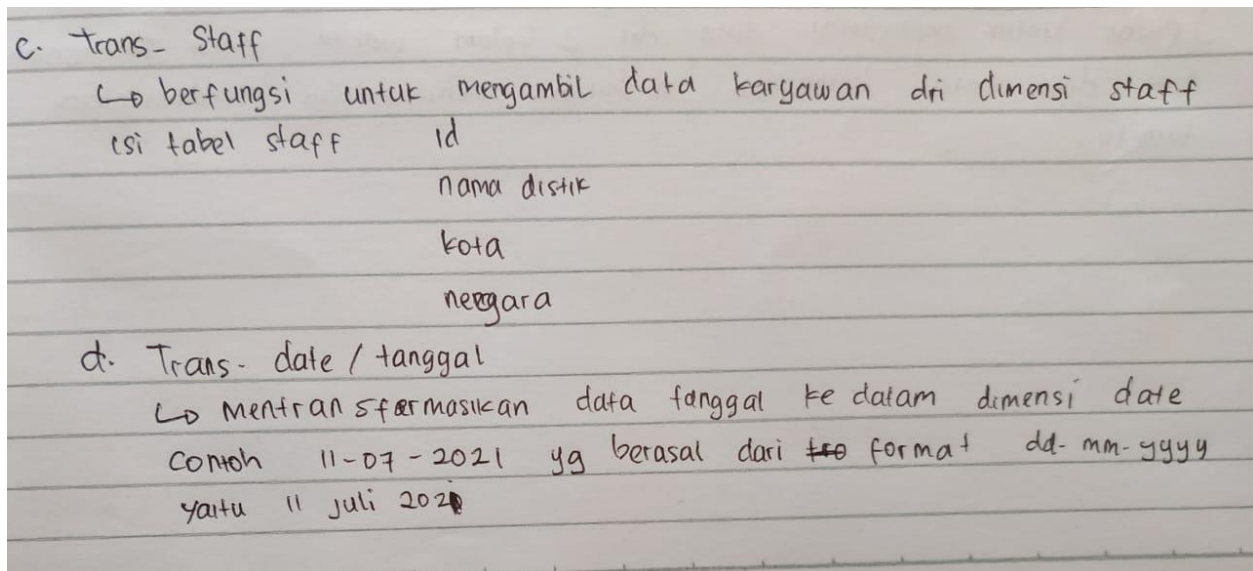 c. Trans- Staff
↳ berfungsi untuk mengambil data karyawan dri dimensi staff
isi tabel staff id
nama distik
kota
negara
d. Trans- date / tanggal
↳ mentransformasikan data tanggal ke dalam dimensi date
Contoh 11-07-2021 yg berasal dari format dd-mm-yyyy
yaitu 11 juli 2021